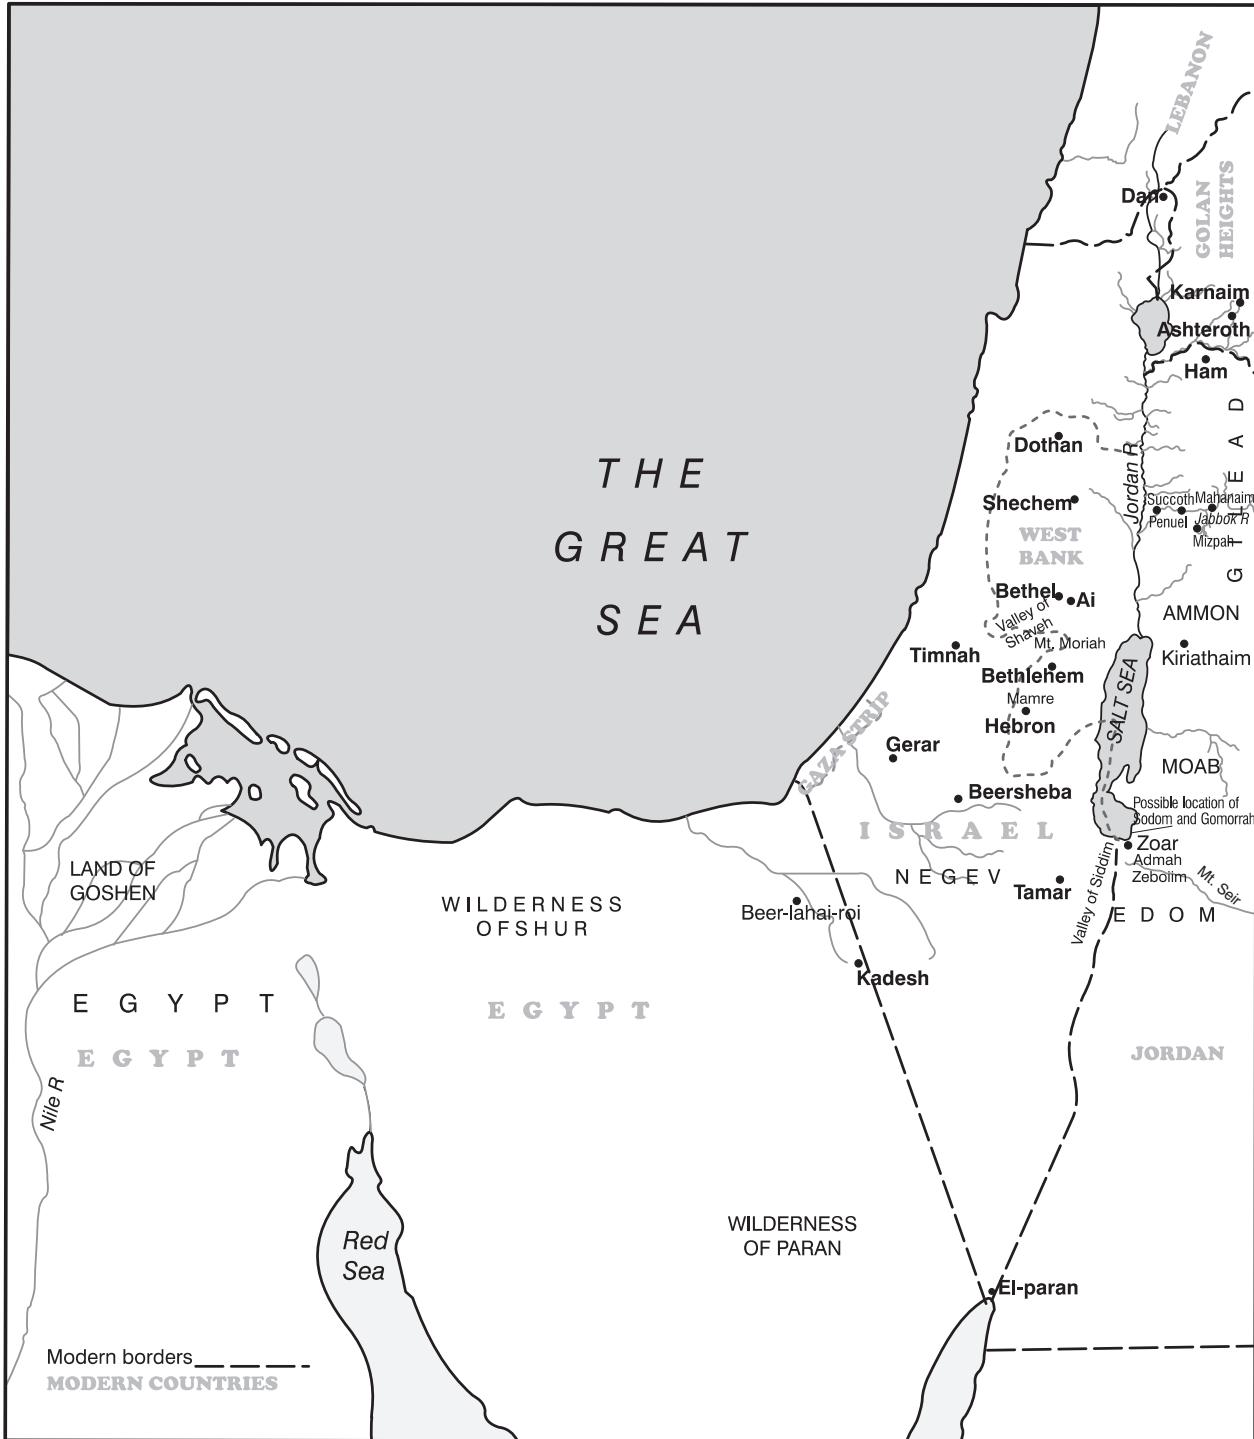 LEBANON
Dan
GOLAN
HEIGHTS
Karnaim
Ashteroth
Ham
GILEAD
Dothan
Jordan R
THE
GREAT
SEA
Shechem
Succoth
Mahanaim
Penuel
Jabbok R
Mizpah
WEST
BANK
Bethel
Ai
Valley of
Shaveh
AMMON
Mt. Moriah
Timnah
Kiriathaim
Bethlehem
Mamre
Hebron
SALT SEA
GAZA STRIP
Gerar
MOAB
Beersheba
Possible location of
Sodom and Gomorrah
ISRAEL
Zoar
Admah
Zeboiim
Valley of Siddim
Mt. Seir
LAND OF
GOSHEN
NEGEV
Tamar
WILDERNESS
OFSHUR
Beer-lahai-roi
EDOM
Kadesh
EGYPT
EGYPT
EGYPT
JORDAN
Nile R
Red
Sea
WILDERNESS
OF PARAN
El-paran
Modern borders
MODERN COUNTRIES